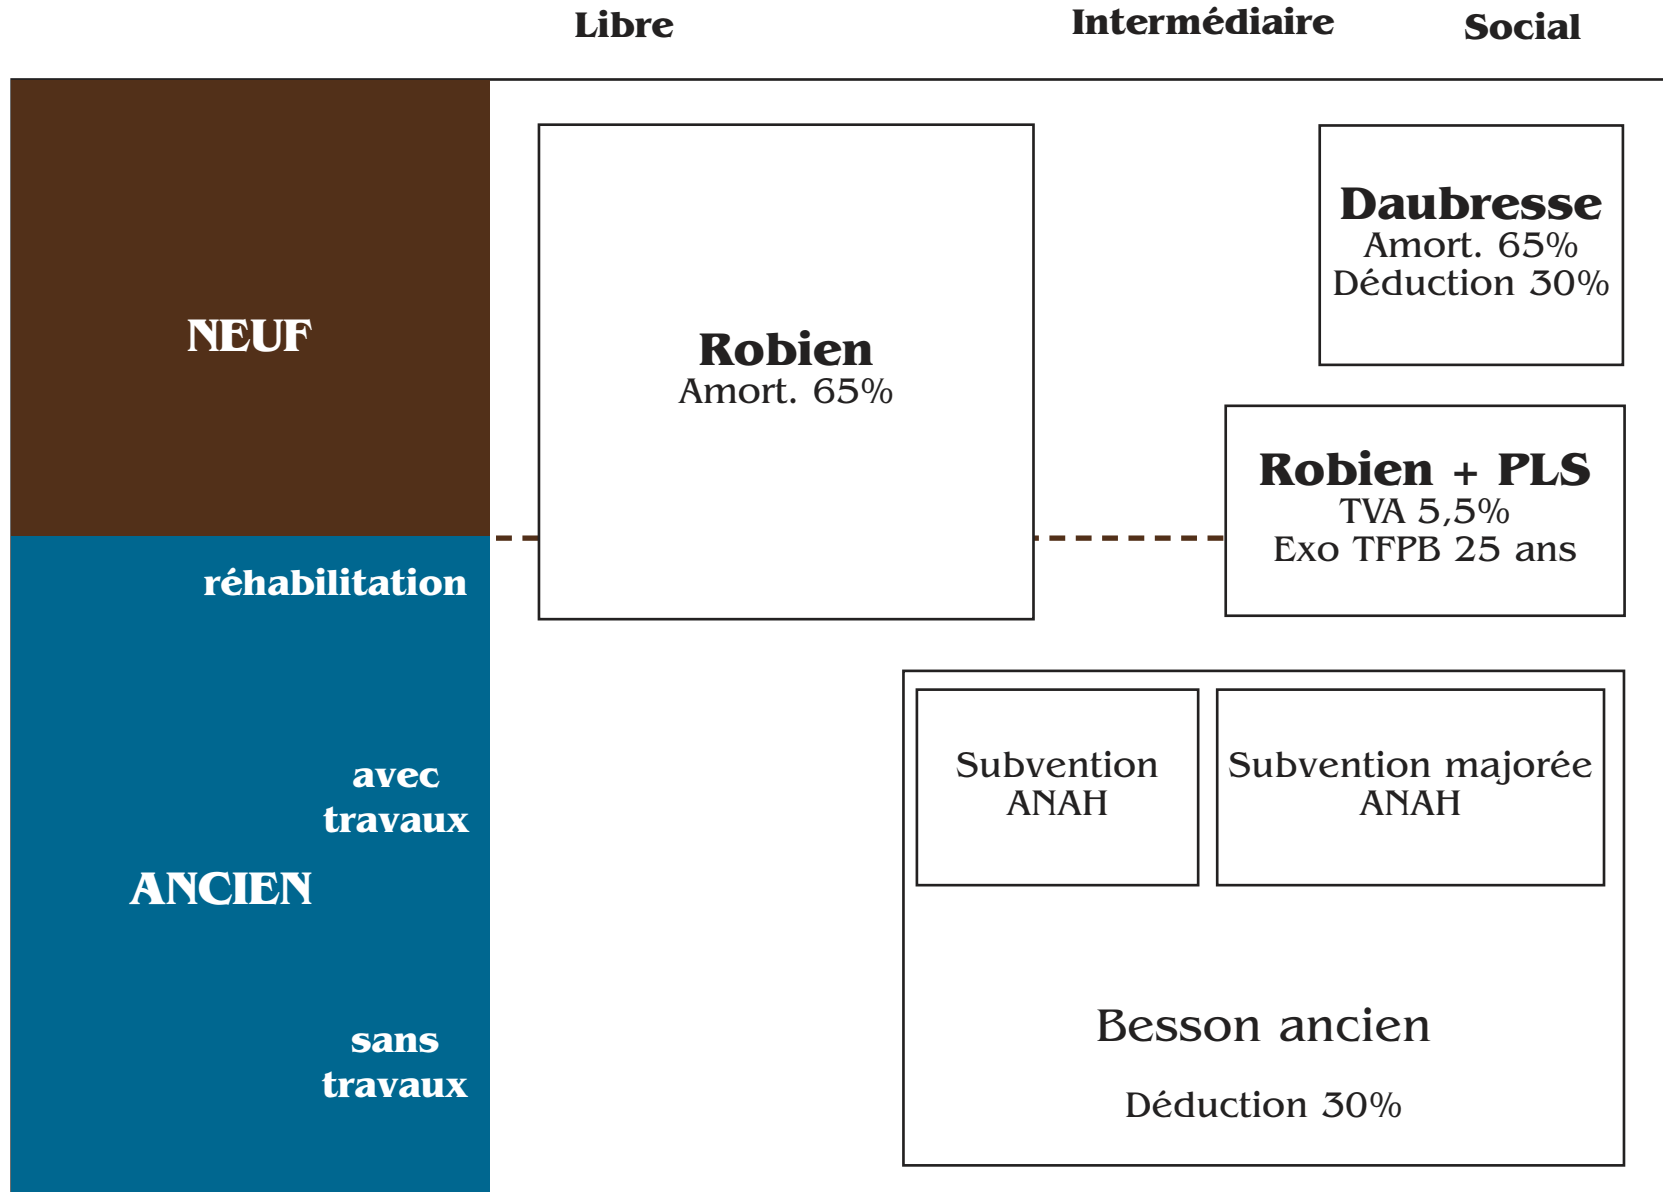 Libre
Intermédiaire
Social
NEUF
Robien
Amort. 65%
Daubresse
Amort. 65%
Déduction 30%
Robien + PLS
TVA 5,5%
Exo TFPB 25 ans
réhabilitation
avec
travaux
ANCIEN
sans
travaux
Subvention
ANAH
Subvention majorée
ANAH
Besson ancien
Déduction 30%